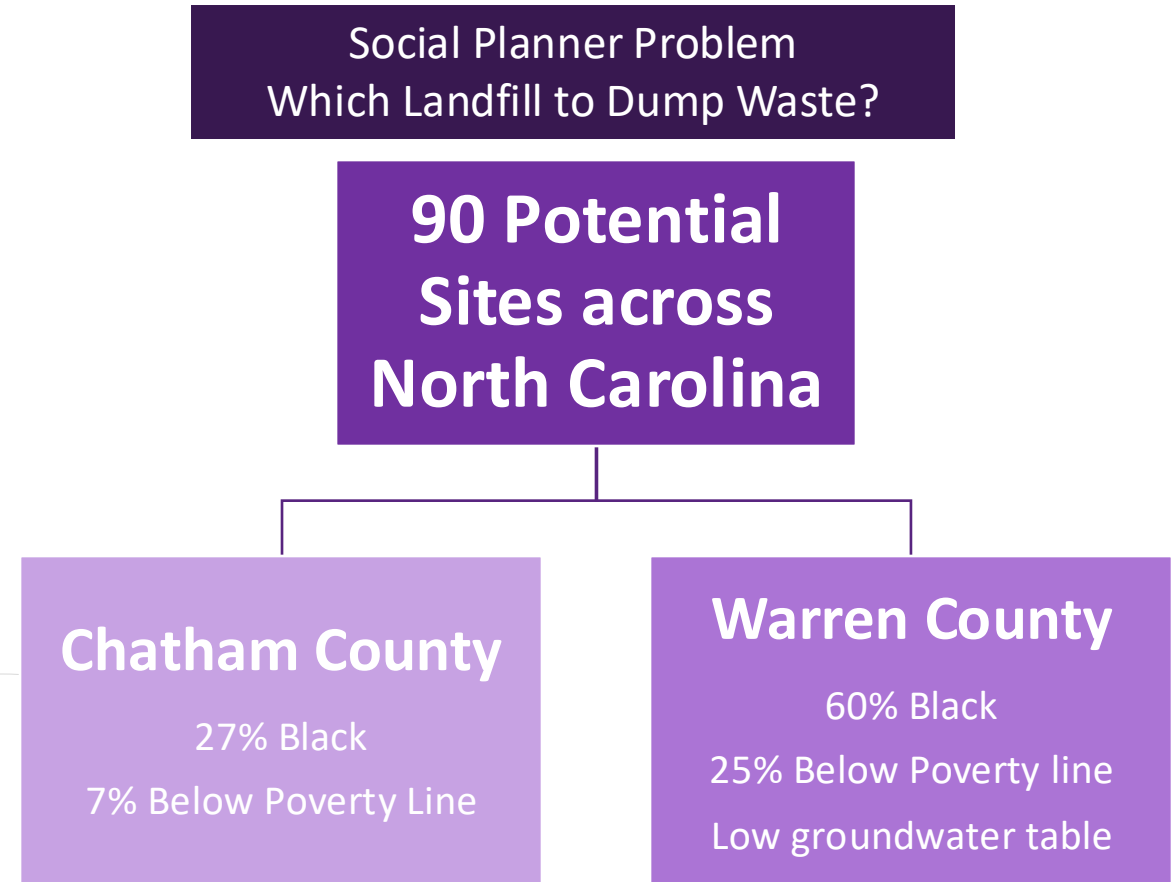 Social Planner Problem
Which Landfill to Dump Waste?
90 Potential
Sites across
North Carolina
Chatham County
27% Black
7% Below Poverty Line
Warren County
60% Black
25% Below Poverty line
Low groundwater table